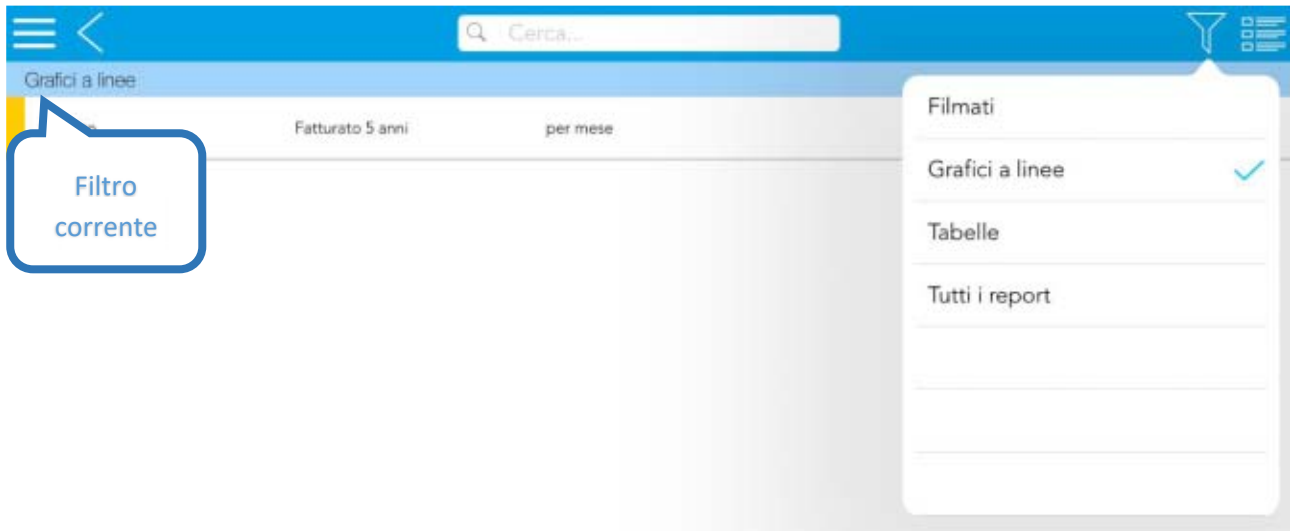 Cerca...
Grafici a linee
Fatturato 5 anni per mese
Filtro
corrente
Filmati
Grafici a linee
Tabelle
Tutti i report